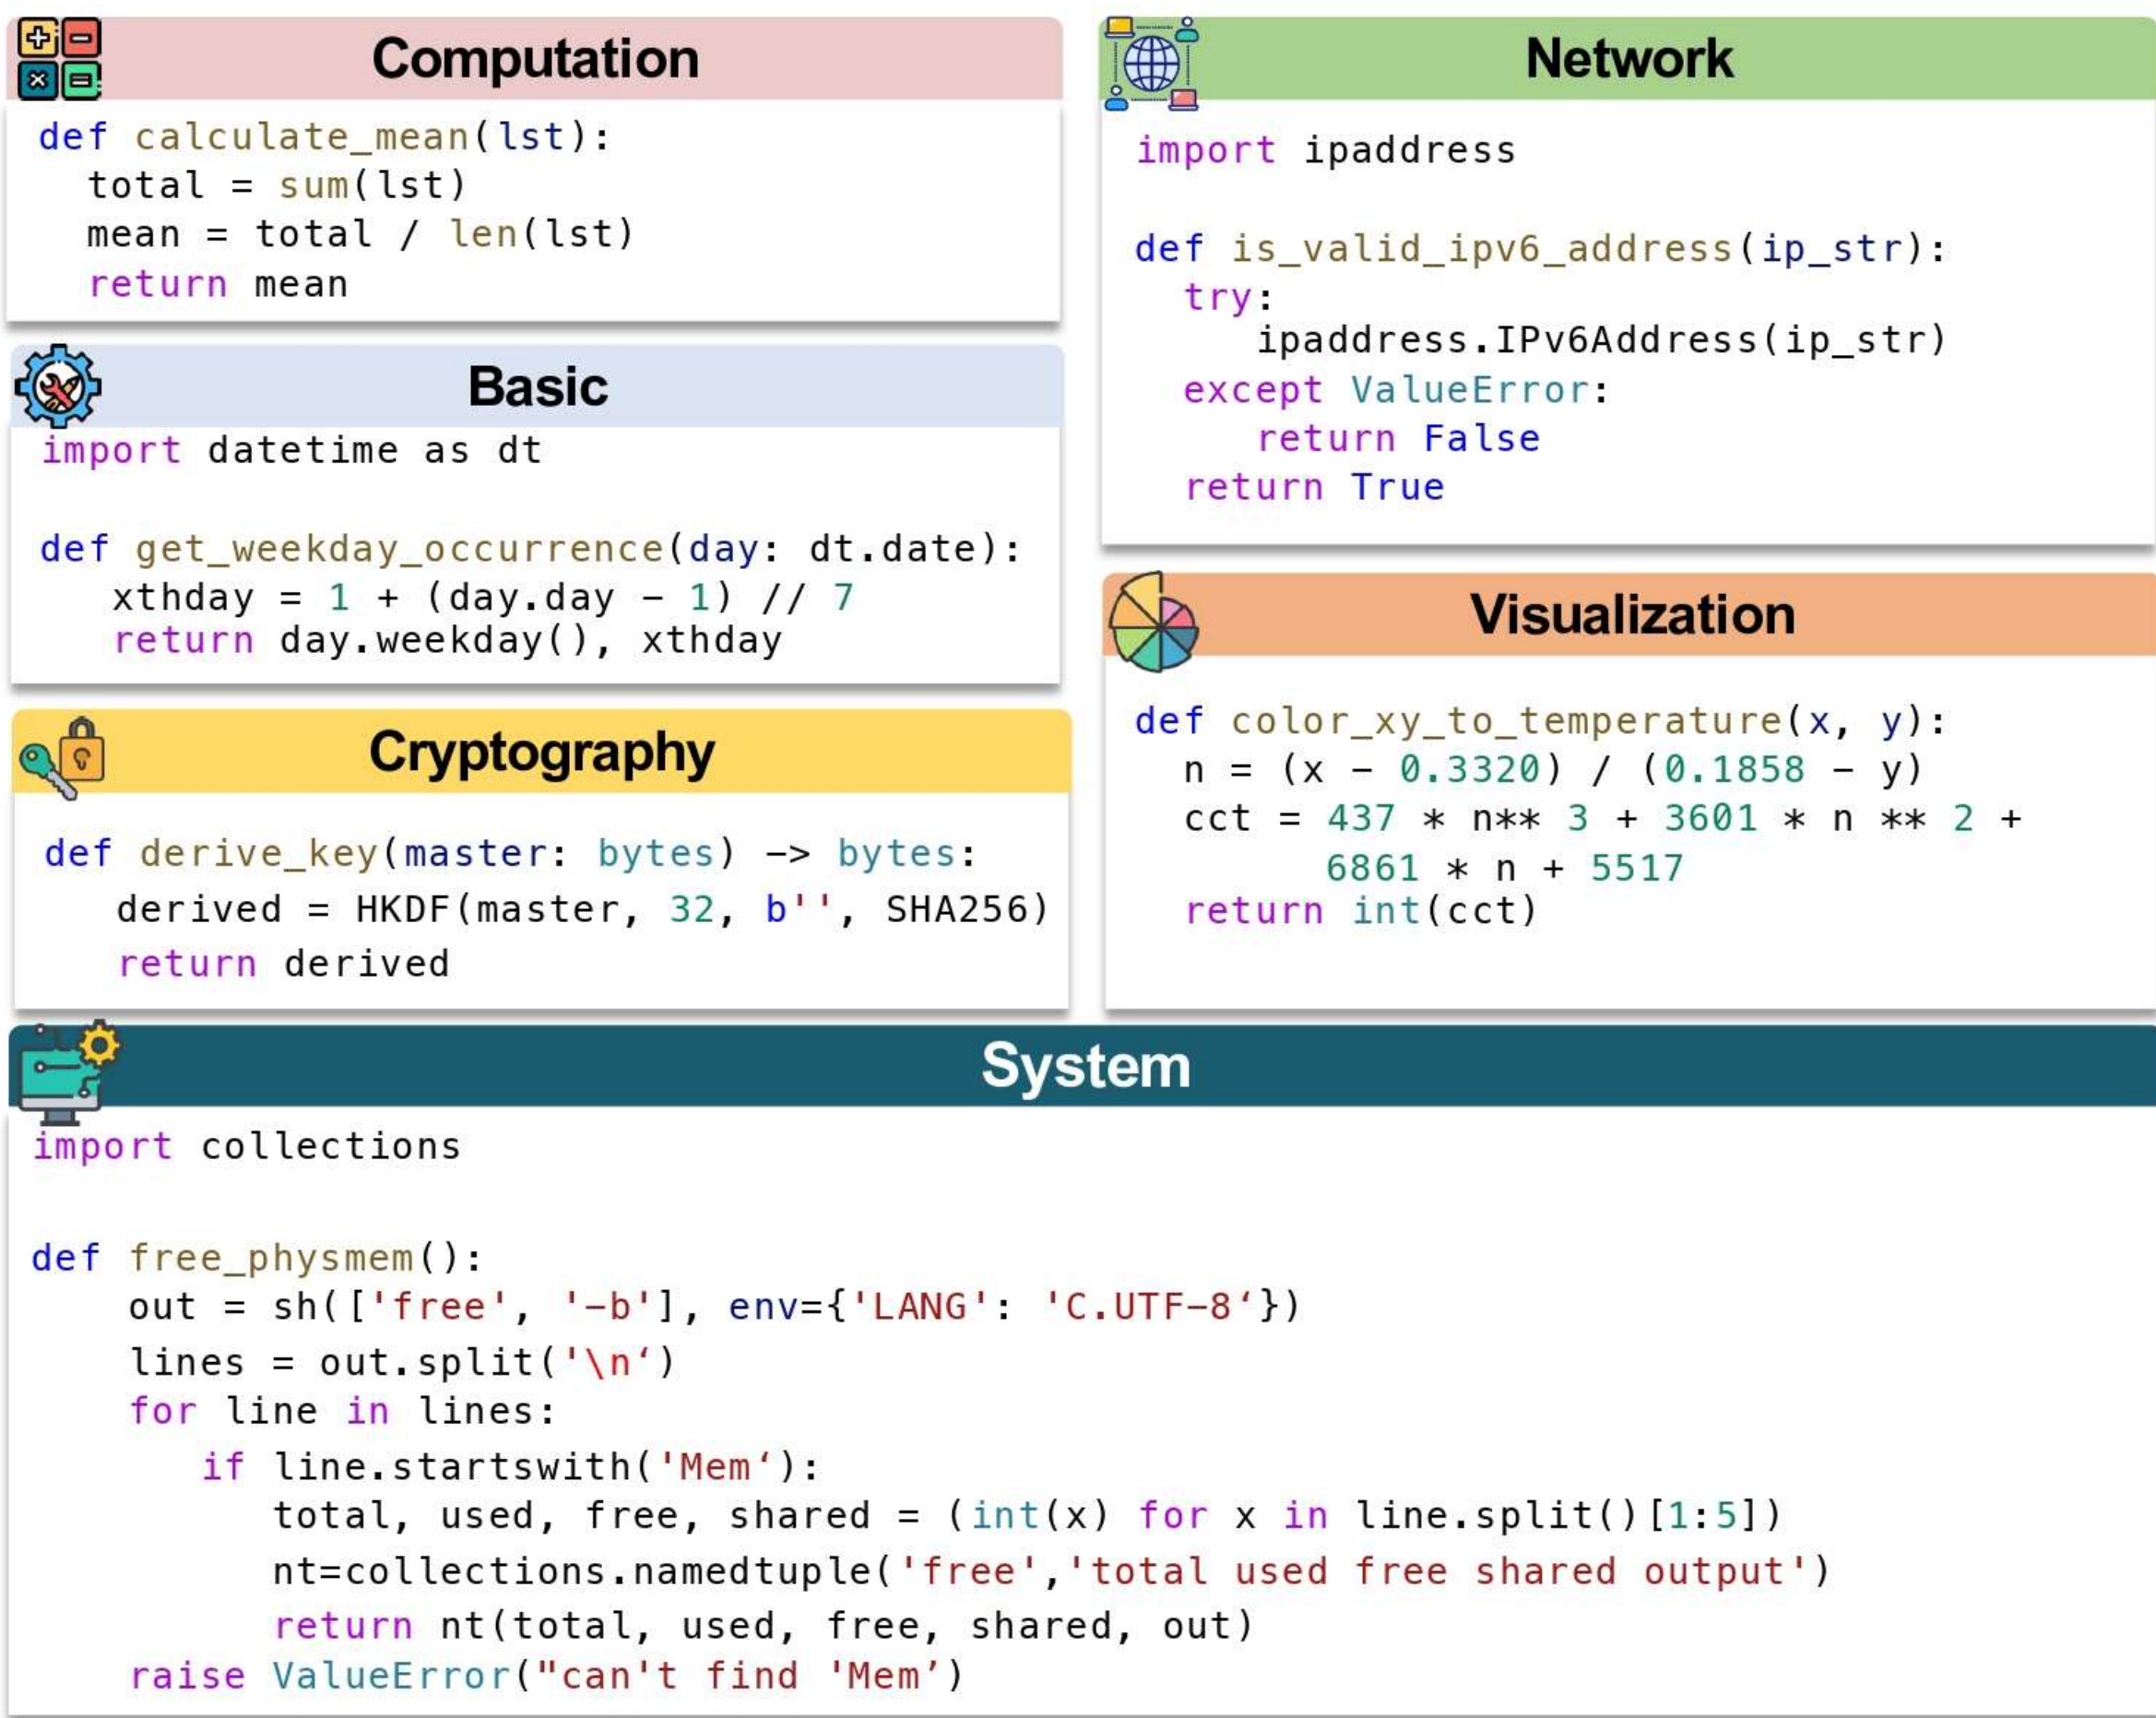 Computation
def calculate_mean(lst):
  total = sum(lst)
  mean = total / len(lst)
  return mean
Basic
import datetime as dt
def get_weekday_occurrence(day: dt.date):
   xthday = 1 + (day.day − 1) // 7
   return day.weekday(), xthday
Cryptography
def derive_key(master: bytes) −> bytes:
   derived = HKDF(master, 32, b'', SHA256)
   return derived
Network
import ipaddress
def is_valid_ipv6_address(ip_str):
  try:
     ipaddress.IPv6Address(ip_str)
  except ValueError:
     return False
  return True
Visualization
def color_xy_to_temperature(x, y):
  n = (x − 0.3320) / (0.1858 − y)
  cct = 437 * n** 3 + 3601 * n ** 2 +
        6861 * n + 5517
  return int(cct)
System
import collections
def free_physmem():
    out = sh(['free', '−b'], env={'LANG': 'C.UTF−8‘})
    lines = out.split('\n‘)
    for line in lines:
       if line.startswith('Mem‘):
          total, used, free, shared = (int(x) for x in line.split()[1:5])
          nt=collections.namedtuple('free','total used free shared output')
          return nt(total, used, free, shared, out)
    raise ValueError("can't find 'Mem’)